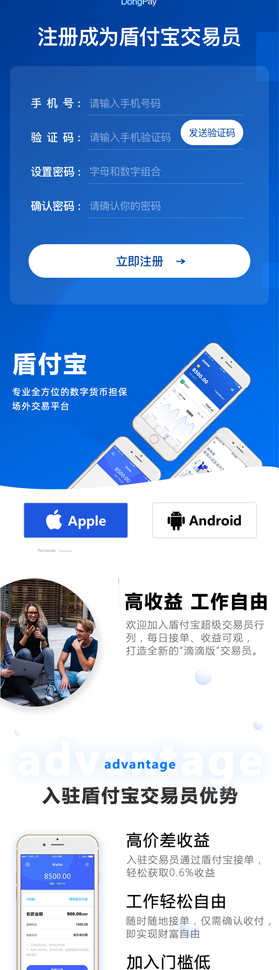 DongPay
注册成为盾付宝交易员
手 机 号： 请输入手机号码
验 证 码： 请输入手机验证码 发送验证码
设置密码： 字母和数字组合
确认密码： 请确认你的密码
立即注册 →
盾付宝
专业全方位的数字货币担保
场外交易平台
8500.00
8500.00
Apple Android
高收益 工作自由
欢迎加入盾付宝超级交易员行
列，每日接单、收益可观，
打造全新的“滴滴版”交易员。
advantage
advantage
入驻盾付宝交易员优势
Wallet
8500.00
收款金额 900.00CNY
高价差收益
入驻交易员通过盾付宝接单，
轻松获取0.6%收益
工作轻松自由
随时随地接单，仅需确认收付，
即实现财富自由
加入门槛低